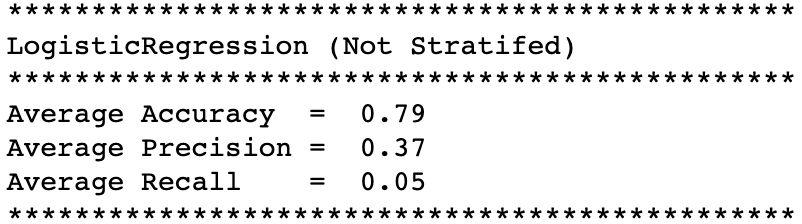 ***********************************************
LogisticRegression (Not Stratifed)
***********************************************
Average Accuracy  =  0.79
Average Precision =  0.37
Average Recall    =  0.05
***********************************************